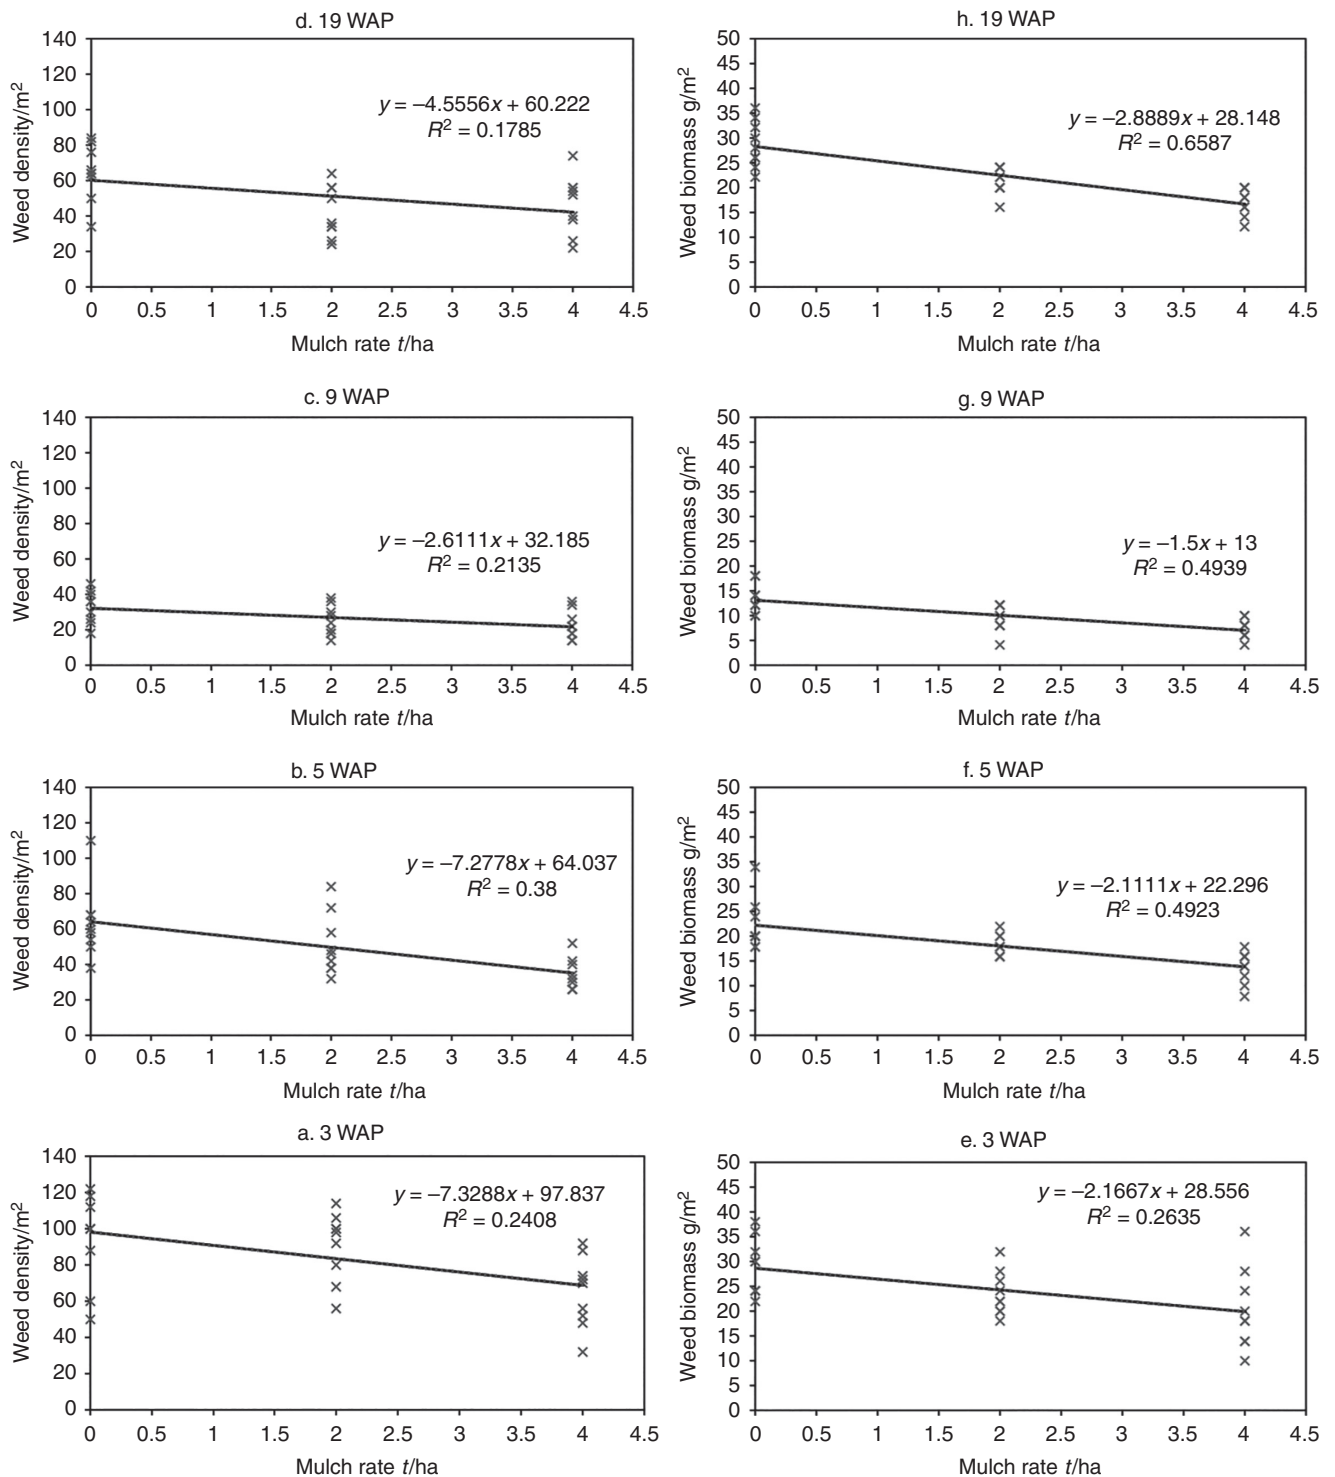 d. 19 WAP
140
120
100
80
60
40
20
0
Weed density/m²
y = −4.5556x + 60.222
R² = 0.1785
0 0.5 1 1.5 2 2.5 3 3.5 4 4.5
Mulch rate t/ha
h. 19 WAP
50
45
40
35
30
25
20
15
10
5
0
Weed biomass g/m²
y = −2.8889x + 28.148
R² = 0.6587
0 0.5 1 1.5 2 2.5 3 3.5 4 4.5
Mulch rate t/ha
c. 9 WAP
140
120
100
80
60
40
20
0
Weed density/m²
y = −2.6111x + 32.185
R² = 0.2135
0 0.5 1 1.5 2 2.5 3 3.5 4 4.5
Mulch rate t/ha
g. 9 WAP
50
45
40
35
30
25
20
15
10
5
0
Weed biomass g/m²
y = −1.5x + 13
R² = 0.4939
0 0.5 1 1.5 2 2.5 3 3.5 4 4.5
Mulch rate t/ha
b. 5 WAP
140
120
100
80
60
40
20
0
Weed density/m²
y = −7.2778x + 64.037
R² = 0.38
0 0.5 1 1.5 2 2.5 3 3.5 4 4.5
Mulch rate t/ha
f. 5 WAP
50
45
40
35
30
25
20
15
10
5
0
Weed biomass g/m²
y = −2.1111x + 22.296
R² = 0.4923
0 0.5 1 1.5 2 2.5 3 3.5 4 4.5
Mulch rate t/ha
a. 3 WAP
140
120
100
80
60
40
20
0
Weed density/m²
y = −7.3288x + 97.837
R² = 0.2408
0 0.5 1 1.5 2 2.5 3 3.5 4 4.5
Mulch rate t/ha
e. 3 WAP
50
45
40
35
30
25
20
15
10
5
0
Weed biomass g/m²
y = −2.1667x + 28.556
R² = 0.2635
0 0.5 1 1.5 2 2.5 3 3.5 4 4.5
Mulch rate t/ha